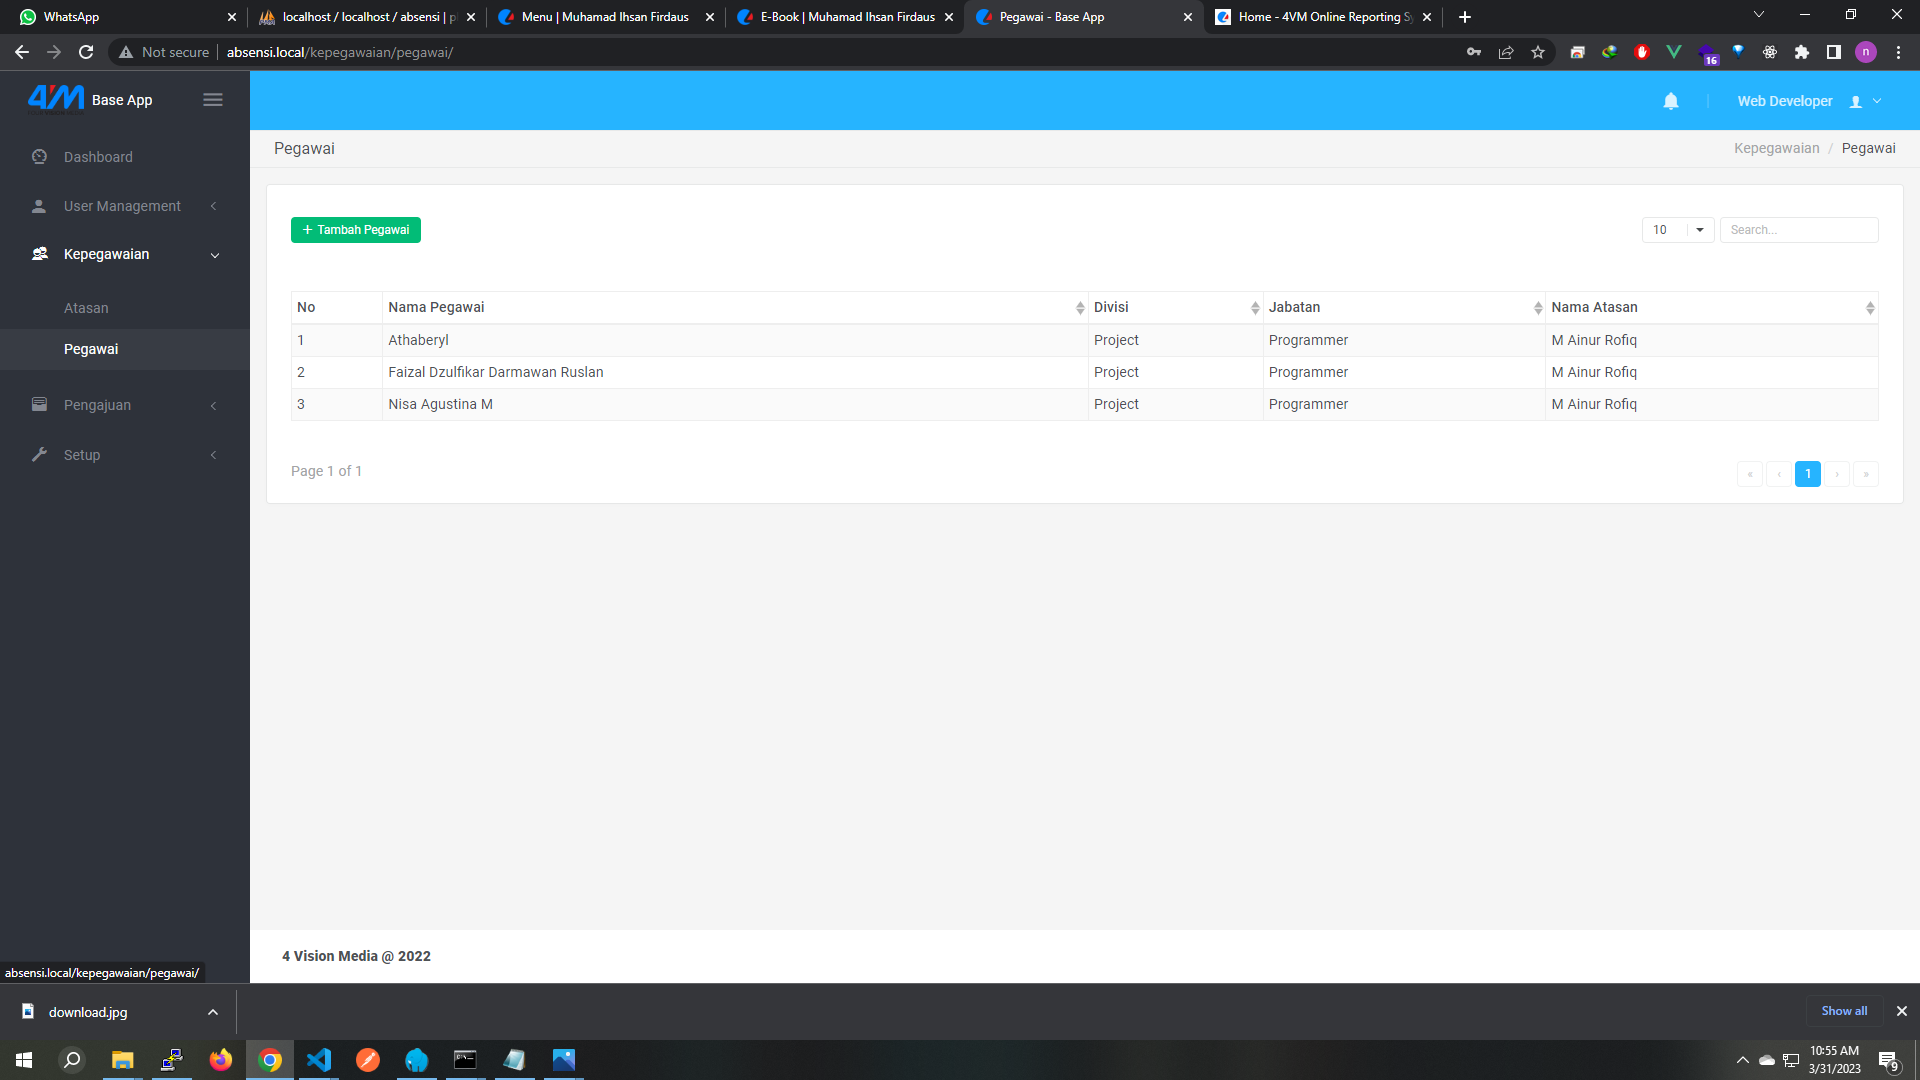 WhatsApp
localhost / localhost / absensi | p
Menu | Muhamad Ihsan Firdaus
E-Book | Muhamad Ihsan Firdaus
Pegawai - Base App
Home - 4VM Online Reporting Sy
Not secure absensi.local/kepegawaian/pegawai/
16
n
4VM Base App
Web Developer
Dashboard
User Management
Kepegawaian
Atasan
Pegawai
Pengajuan
Setup
Pegawai
Kepegawaian / Pegawai
+ Tambah Pegawai
10
Search...
No Nama Pegawai Divisi Jabatan Nama Atasan
1 Athaberyl Project Programmer M Ainur Rofiq
2 Faizal Dzulfikar Darmawan Ruslan Project Programmer M Ainur Rofiq
3 Nisa Agustina M Project Programmer M Ainur Rofiq
Page 1 of 1
« ‹ 1 › »
4 Vision Media @ 2022
absensi.local/kepegawaian/pegawai/
download.jpg
Show all
10:55 AM
3/31/2023
9